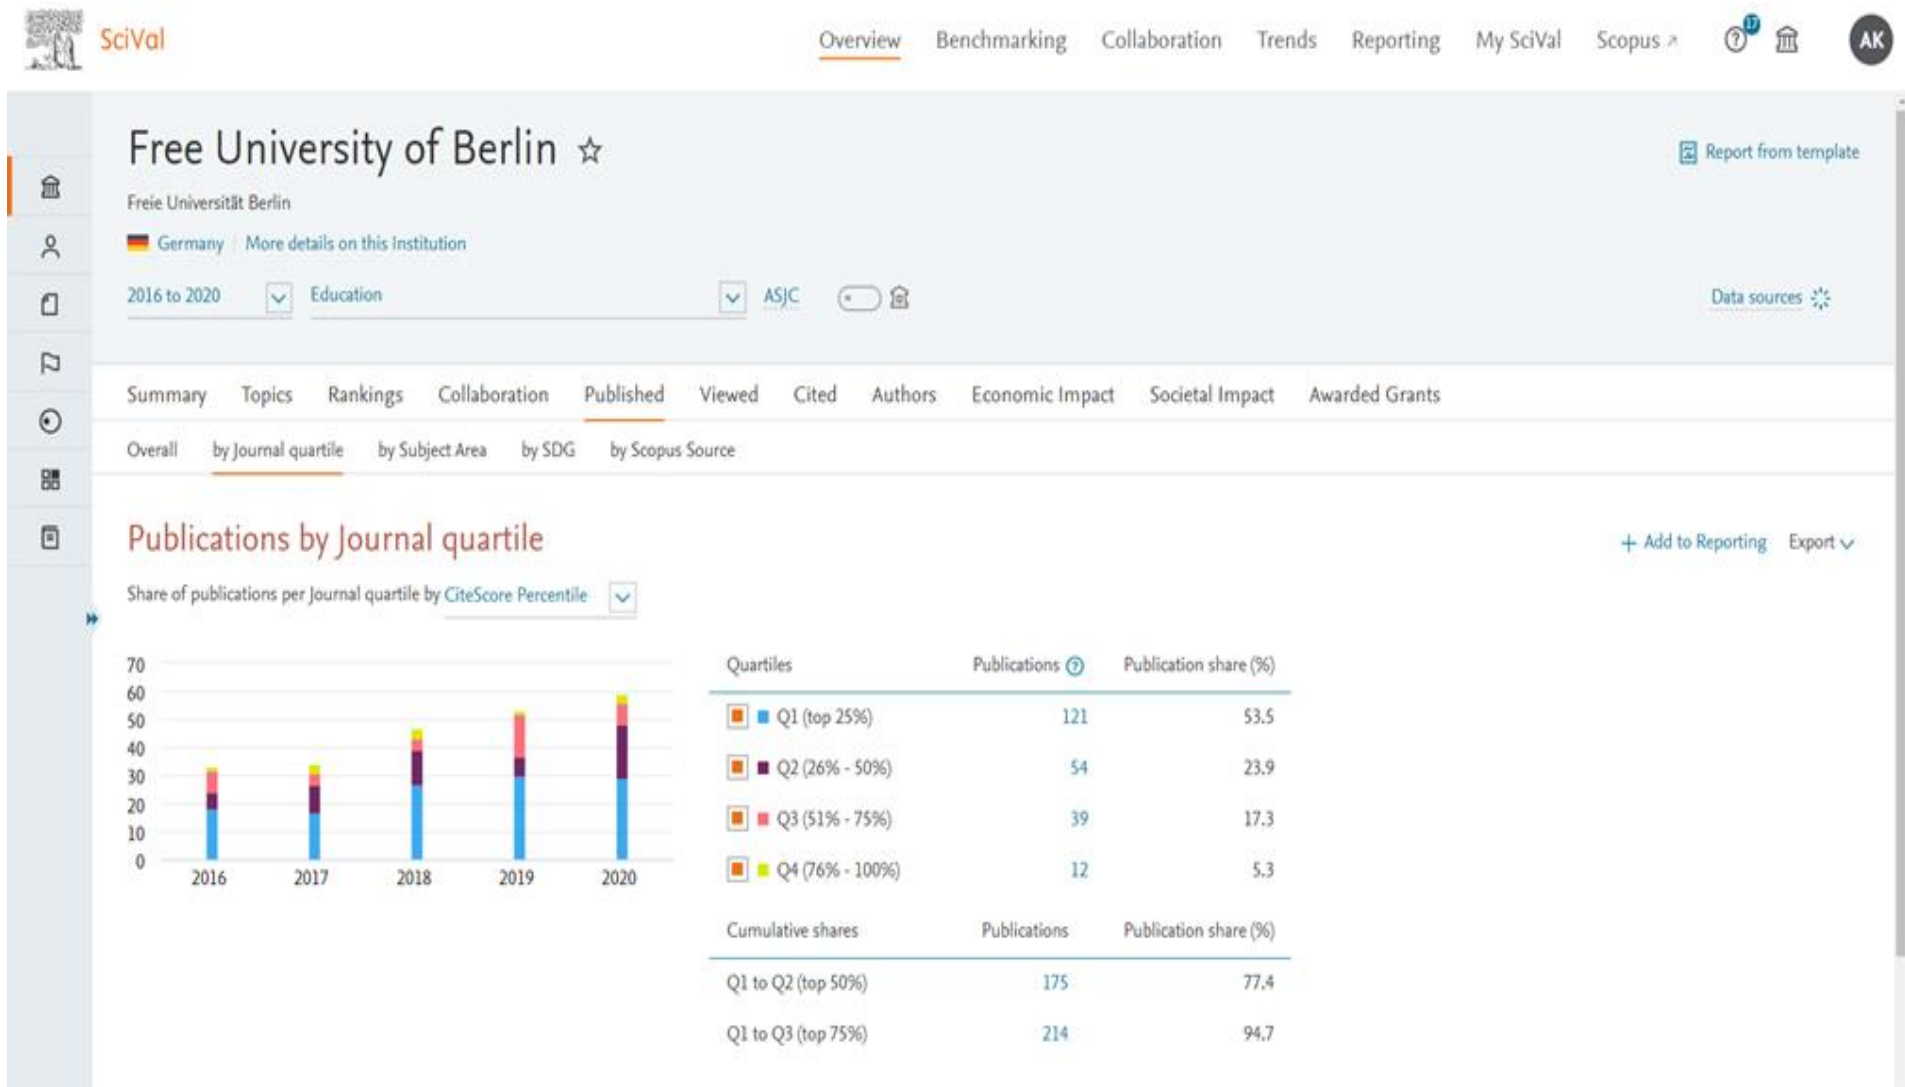 SciVal
Overview Benchmarking Collaboration Trends Reporting My SciVal Scopus ↗ 17 AK
Free University of Berlin
Report from template
Freie Universität Berlin
Germany More details on this Institution
2016 to 2020 Education ASJC Data sources
Summary Topics Rankings Collaboration Published Viewed Cited Authors Economic Impact Societal Impact Awarded Grants
Overall by Journal quartile by Subject Area by SDG by Scopus Source
Publications by Journal quartile
+ Add to Reporting Export
Share of publications per Journal quartile by CiteScore Percentile
70
60
50
40
30
20
10
0
2016 2017 2018 2019 2020
Quartiles Publications Publication share (%)
Q1 (top 25%) 121 53.5
Q2 (26% - 50%) 54 23.9
Q3 (51% - 75%) 39 17.3
Q4 (76% - 100%) 12 5.3
Cumulative shares Publications Publication share (%)
Q1 to Q2 (top 50%) 175 77.4
Q1 to Q3 (top 75%) 214 94.7